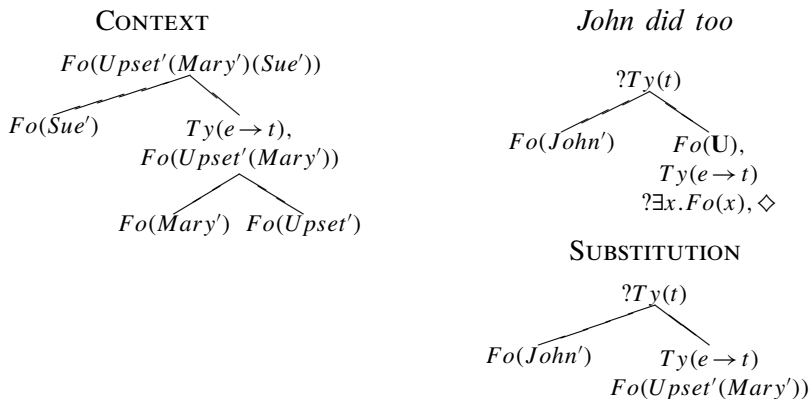 CONTEXT
Fo(Upset′(Mary′)(Sue′))
Fo(Sue′) Ty(e→t),
Fo(Upset′(Mary′))
Fo(Mary′) Fo(Upset′)
John did too
?Ty(t)
Fo(John′) Fo(U),
Ty(e→t)
?∃x.Fo(x), ◇
SUBSTITUTION
?Ty(t)
Fo(John′) Ty(e→t)
Fo(Upset′(Mary′))